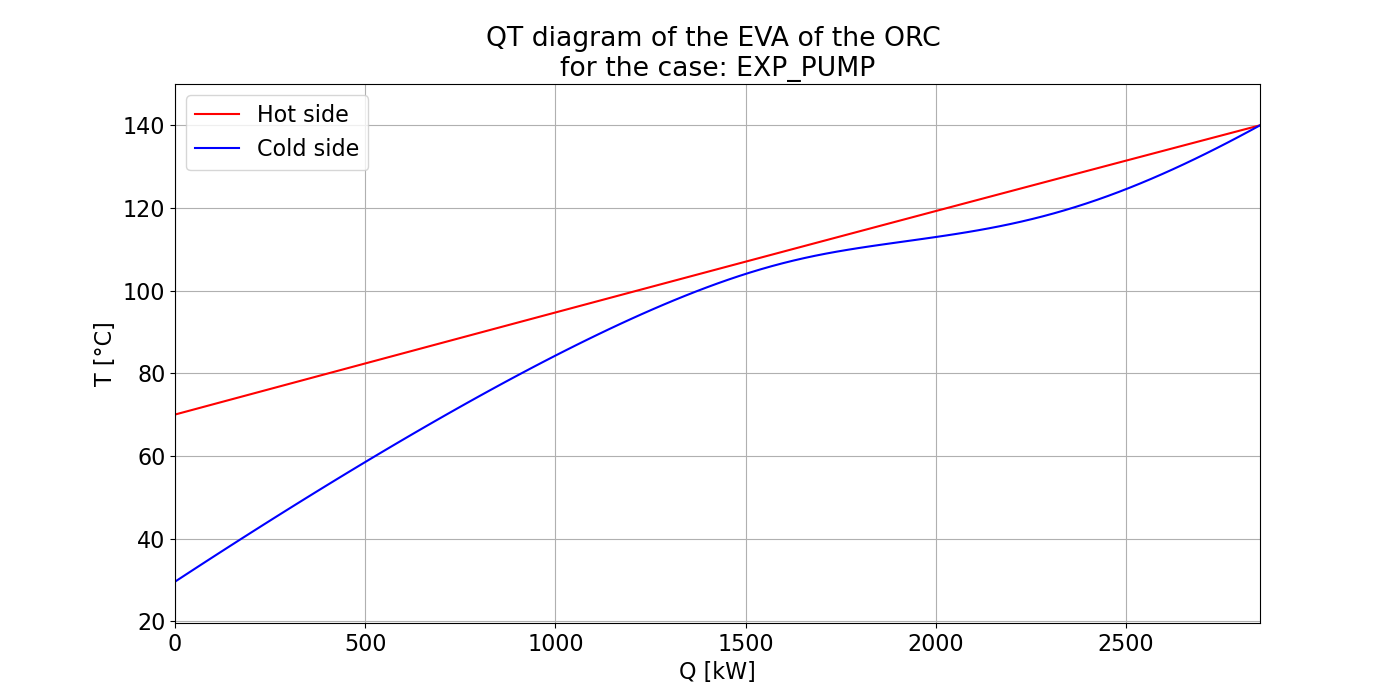 QT diagram of the EVA of the ORC
for the case: EXP_PUMP
Hot side
Cold side
T [°C]
140
120
100
80
60
40
20
0
500
1000
1500
2000
2500
Q [kW]